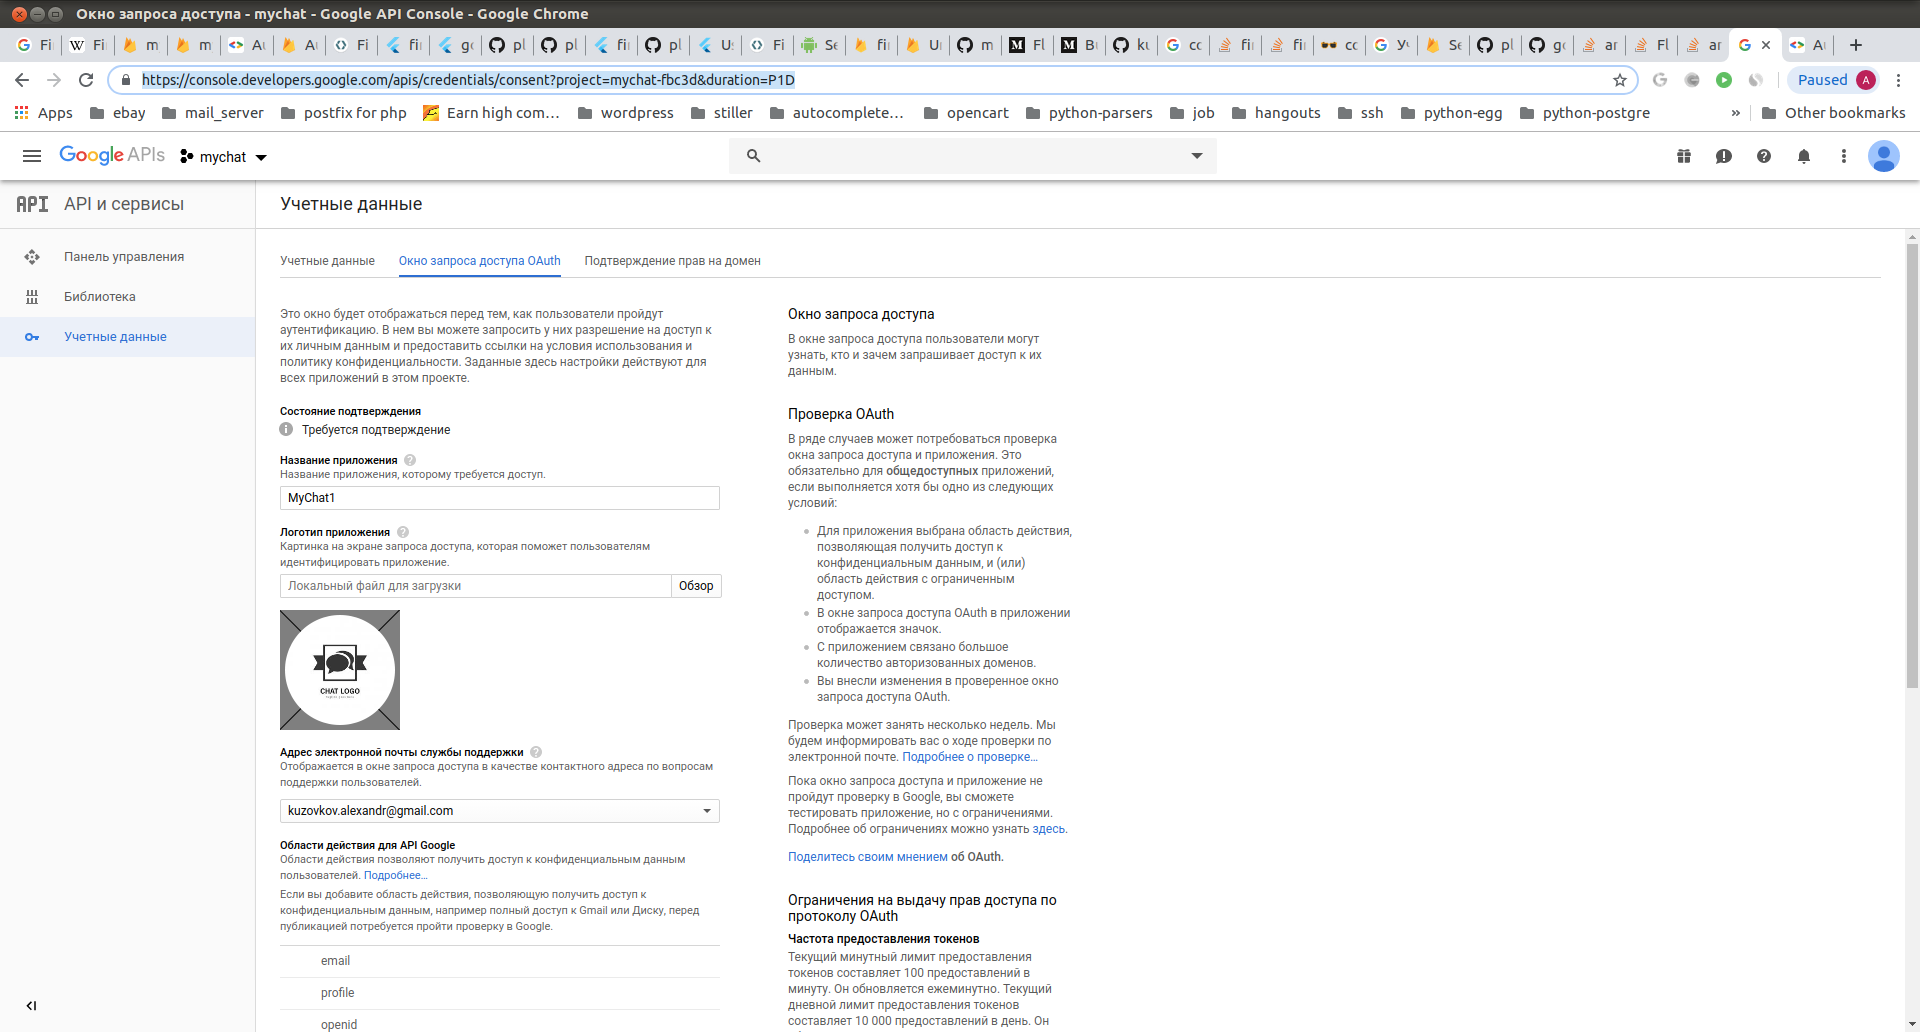 Окно запроса доступа - mychat - Google API Console - Google Chrome
Fi Fi m m Au Au Fi fir gc pl pl fir pl Us Fi Se fir Ur m Fl Bu ku cc fir fir cc Уч Se pl gc ar Fl ar Au
https://console.developers.google.com/apis/credentials/consent?project=mychat-fbc3d&duration=P1D
Paused A
Apps ebay mail_server postfix for php Earn high com… wordpress stiller autocomplete… opencart python-parsers job hangouts ssh python-egg python-postgre » Other bookmarks
Google APIs mychat
API API и сервисы
Учетные данные
Панель управления
Библиотека
Учетные данные
Учетные данные Окно запроса доступа OAuth Подтверждение прав на домен
Это окно будет отображаться перед тем, как пользователи пройдут
аутентификацию. В нем вы можете запросить у них разрешение на доступ к
их личным данным и предоставить ссылки на условия использования и
политику конфиденциальности. Заданные здесь настройки действуют для
всех приложений в этом проекте.
Состояние подтверждения
Требуется подтверждение
Название приложения
Название приложения, которому требуется доступ.
MyChat1
Логотип приложения
Картинка на экране запроса доступа, которая поможет пользователям
идентифицировать приложение.
Локальный файл для загрузки Обзор
CHAT LOGO
Адрес электронной почты службы поддержки
Отображается в окне запроса доступа в качестве контактного адреса по вопросам
поддержки пользователей.
kuzovkov.alexandr@gmail.com
Области действия для API Google
Области действия позволяют получить доступ к конфиденциальным данным
пользователей. Подробнее…
Если вы добавите область действия, позволяющую получить доступ к
конфиденциальным данным, например полный доступ к Gmail или Диску, перед
публикацией потребуется пройти проверку в Google.
email
profile
openid
Окно запроса доступа
В окне запроса доступа пользователи могут
узнать, кто и зачем запрашивает доступ к их
данным.
Проверка OAuth
В ряде случаев может потребоваться проверка
окна запроса доступа и приложения. Это
обязательно для общедоступных приложений,
если выполняется хотя бы одно из следующих
условий:
Для приложения выбрана область действия,
позволяющая получить доступ к
конфиденциальным данным, и (или)
область действия с ограниченным
доступом.
В окне запроса доступа OAuth в приложении
отображается значок.
С приложением связано большое
количество авторизованных доменов.
Вы внесли изменения в проверенное окно
запроса доступа OAuth.
Проверка может занять несколько недель. Мы
будем информировать вас о ходе проверки по
электронной почте. Подробнее о проверке…
Пока окно запроса доступа и приложение не
пройдут проверку в Google, вы сможете
тестировать приложение, но с ограничениями.
Подробнее об ограничениях можно узнать здесь.
Поделитесь своим мнением об OAuth.
Ограничения на выдачу прав доступа по
протоколу OAuth
Частота предоставления токенов
Текущий минутный лимит предоставления
токенов составляет 100 предоставлений в
минуту. Он обновляется ежеминутно. Текущий
дневной лимит предоставления токенов
составляет 10 000 предоставлений в день. Он